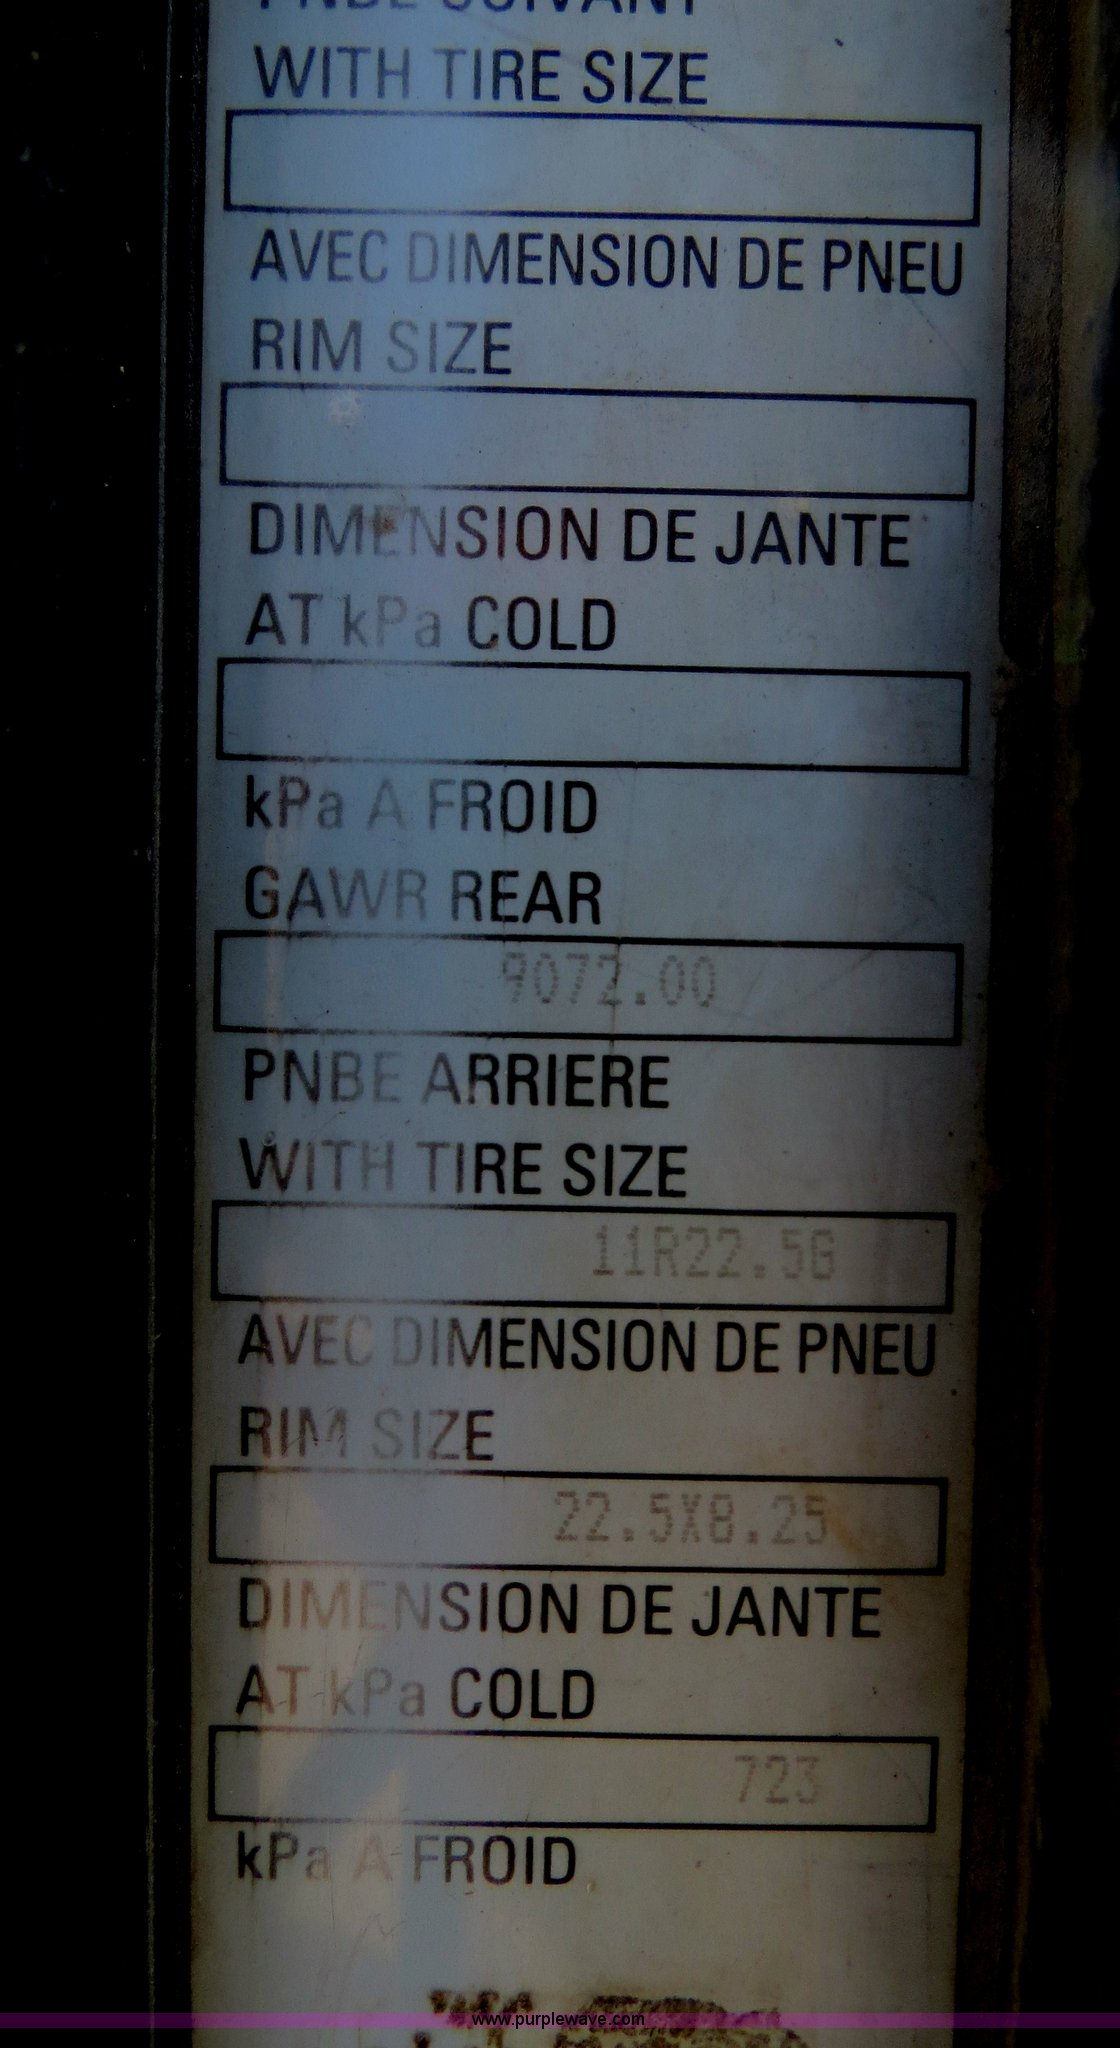 WITH TIRE SIZE
AVEC DIMENSION DE PNEU
RIM SIZE
DIMENSION DE JANTE
AT kPa COLD
kPa A FROID
GAWR REAR
9072.00
PNBE ARRIERE
WITH TIRE SIZE
11R22.5G
AVEC DIMENSION DE PNEU
RIM SIZE
22.5X8.25
DIMENSION DE JANTE
AT kPa COLD
723
kPa A FROID
www.purplewave.com